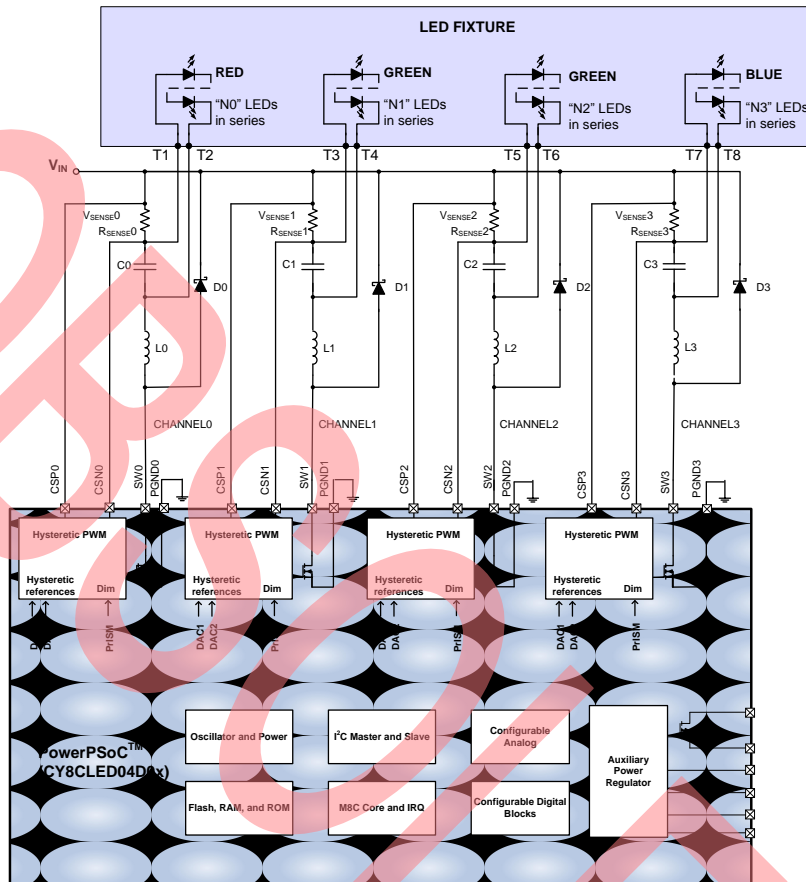 LED FIXTURE
RED
GREEN
GREEN
BLUE
"N0" LEDs
in series
"N1" LEDs
in series
"N2" LEDs
in series
"N3" LEDs
in series
T1 T2 T3 T4 T5 T6 T7 T8
VIN
VSENSE0 VSENSE1 VSENSE2 VSENSE3
RSENSE0 RSENSE1 RSENSE2 RSENSE3
C0 C1 C2 C3
D0 D1 D2 D3
L0 L1 L2 L3
CHANNEL0 CHANNEL1 CHANNEL2 CHANNEL3
CSP0 CSN0 SW0 PGND0 CSP1 CSN1 SW1 PGND1 CSP2 CSN2 SW2 PGND2 CSP3 CSN3 SW3 PGND3
Hysteretic PWM Hysteretic PWM Hysteretic PWM Hysteretic PWM
Hysteretic
references
Dim
Hysteretic
references
Dim
Hysteretic
references
Dim
Hysteretic
references
Dim
PrISM
DAC1 DAC2
PrISM
DAC1
PrISM
Oscillator and Power
I2C Master and Slave
Configurable
Analog
Auxiliary
Power
Regulator
PowerPSoC™
Flash, RAM, and ROM
M8C Core and IRQ
Configurable Digital
Blocks